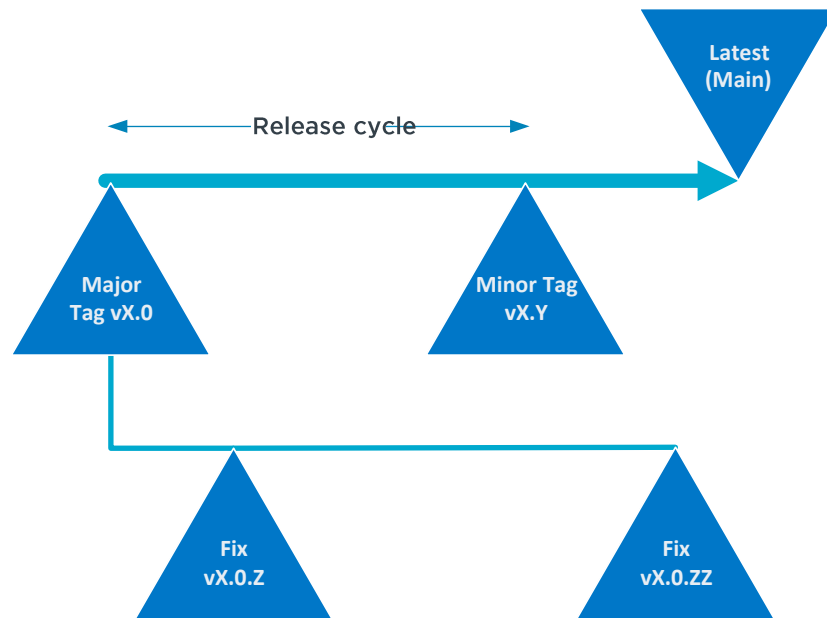 Latest
(Main)
Release cycle
Major
Tag vX.0
Minor Tag
vX.Y
Fix
vX.0.Z
Fix
vX.0.ZZ